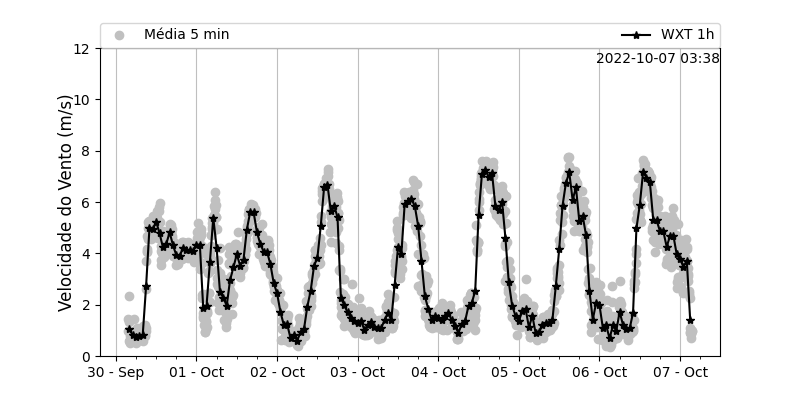 Média 5 min
WXT 1h
2022-10-07 03:38
Velocidade do Vento (m/s)
12
10
8
6
4
2
0
30 - Sep 01 - Oct 02 - Oct 03 - Oct 04 - Oct 05 - Oct 06 - Oct 07 - Oct